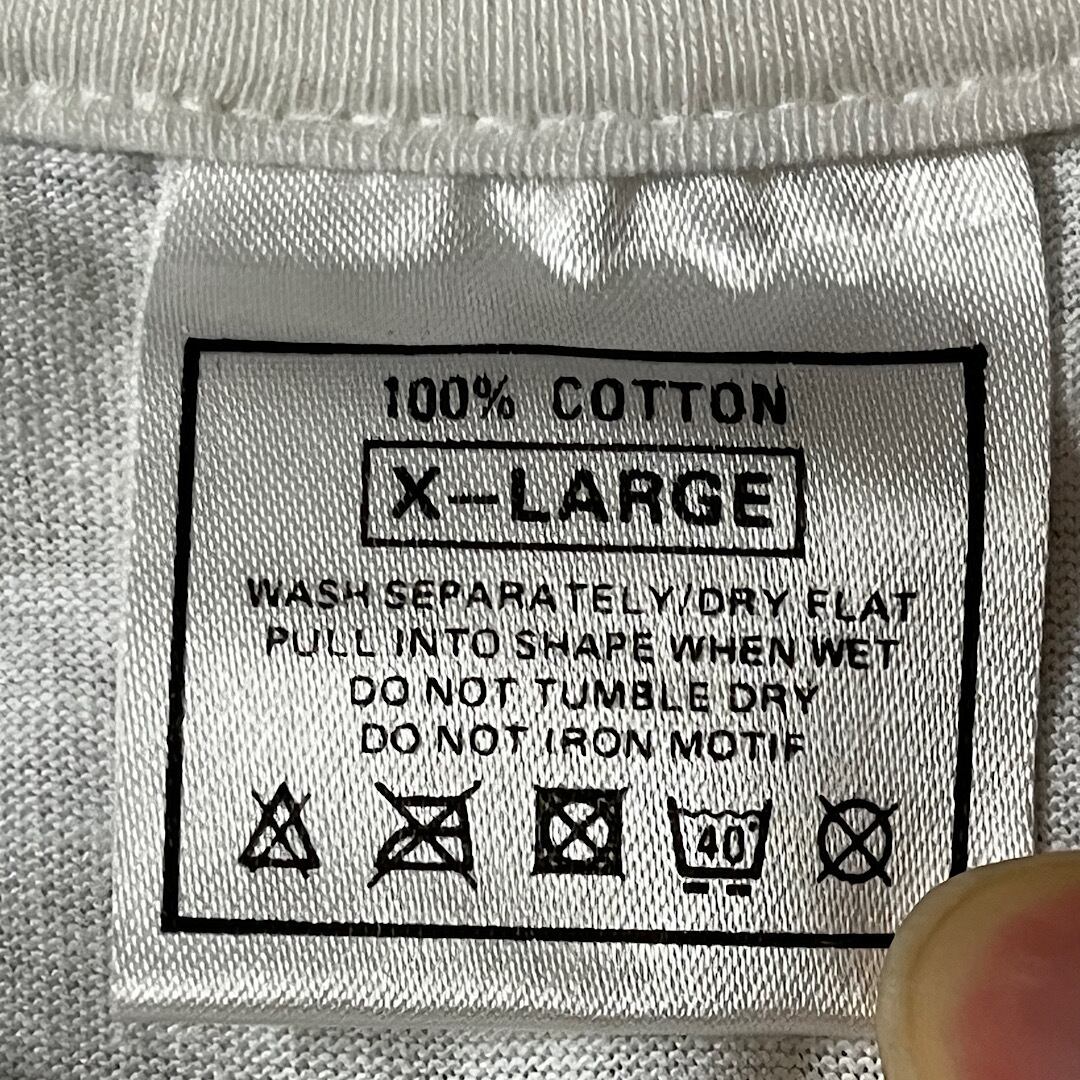 100% COTTON
X-LARGE
WASH SEPARATELY/DRY FLAT
PULL INTO SHAPE WHEN WET
DO NOT TUMBLE DRY
DO NOT IRON MOTIF
40°